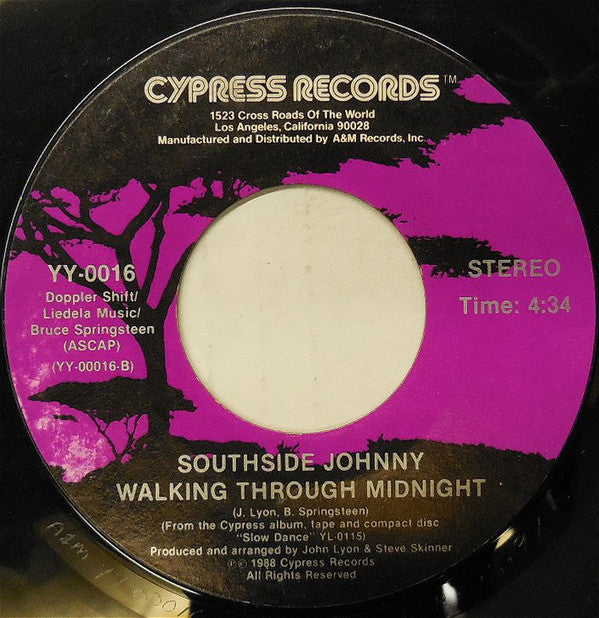 CYPRESS RECORDS™
1523 Cross Roads Of The World
Los Angeles, California 90028
Manufactured and Distributed by A&M Records, Inc.
YY-0016
Doppler Shift/
Liedela Music/
Bruce Springsteen
(ASCAP)
(YY-00016-B)
STEREO
Time: 4:34
SOUTHSIDE JOHNNY
WALKING THROUGH MIDNIGHT
(J. Lyon, B. Springsteen)
(From the Cypress album, tape and compact disc
"Slow Dance" YL-0115)
Produced and arranged by John Lyon & Steve Skinner
℗© 1988 Cypress Records
All Rights Reserved